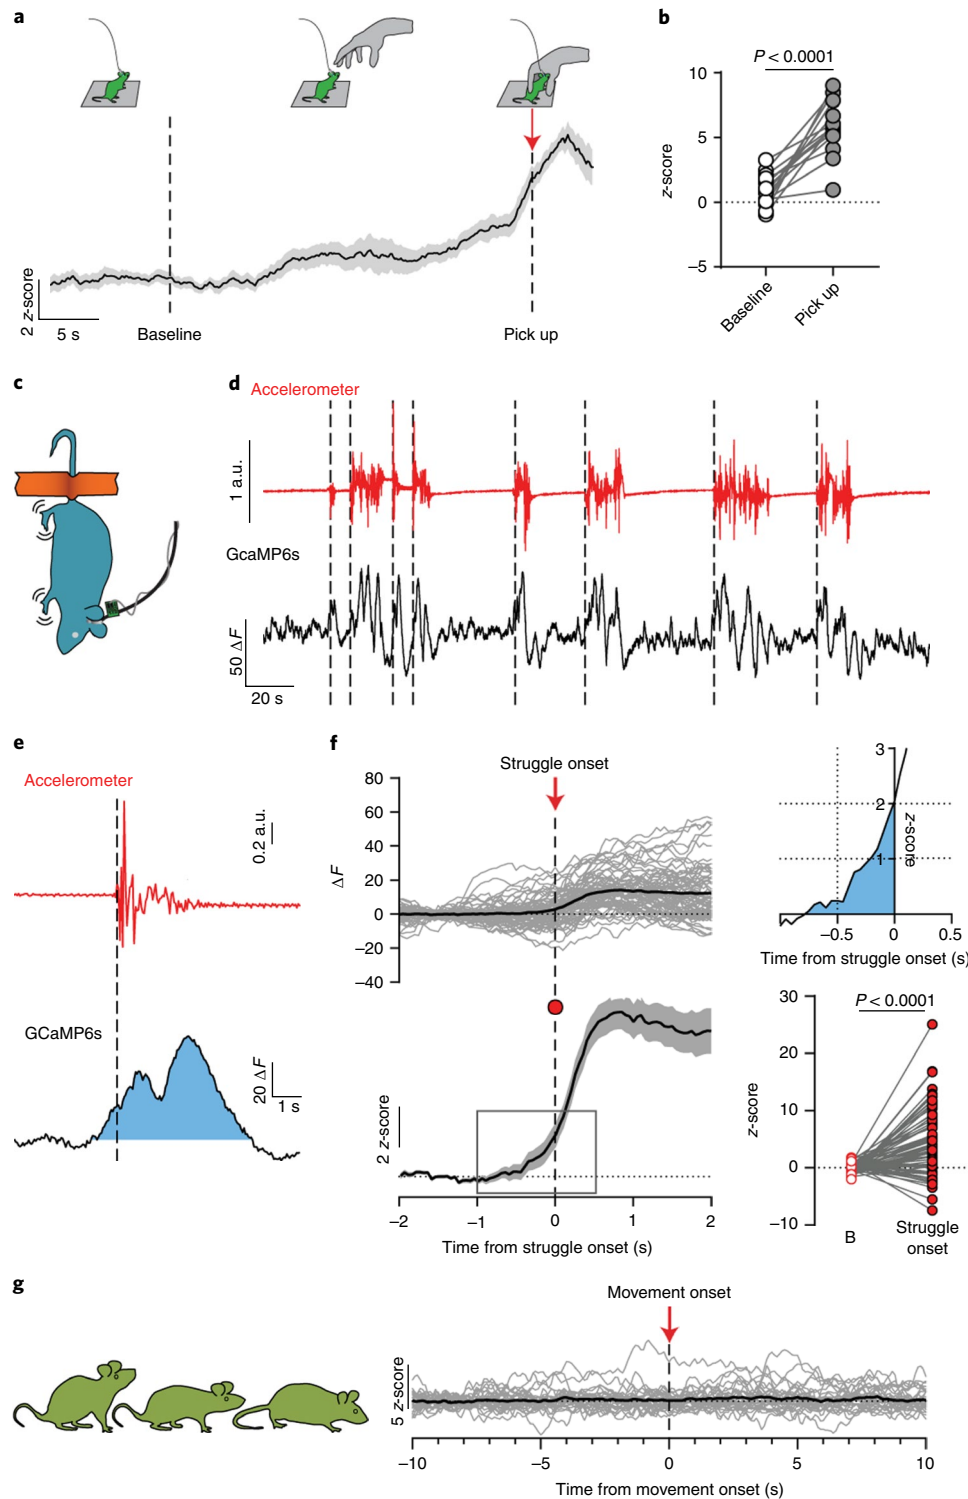 a
2 z-score
5 s
Baseline
Pick up
b
P < 0.0001
10
5
0
–5
z-score
Baseline
Pick up
c
d
Accelerometer
1 a.u.
GcaMP6s
50 ΔF
20 s
e
Accelerometer
0.2 a.u.
GCaMP6s
20 ΔF
1 s
f
Struggle onset
80
60
40
20
0
–20
–40
ΔF
2 z-score
–2
–1
0
1
2
Time from struggle onset (s)
3
2
1
z-score
–0.5
0
0.5
Time from struggle onset (s)
P < 0.0001
30
20
10
0
–10
z-score
B
Struggle
onset
g
Movement onset
5 z-score
–10
–5
0
5
10
Time from movement onset (s)